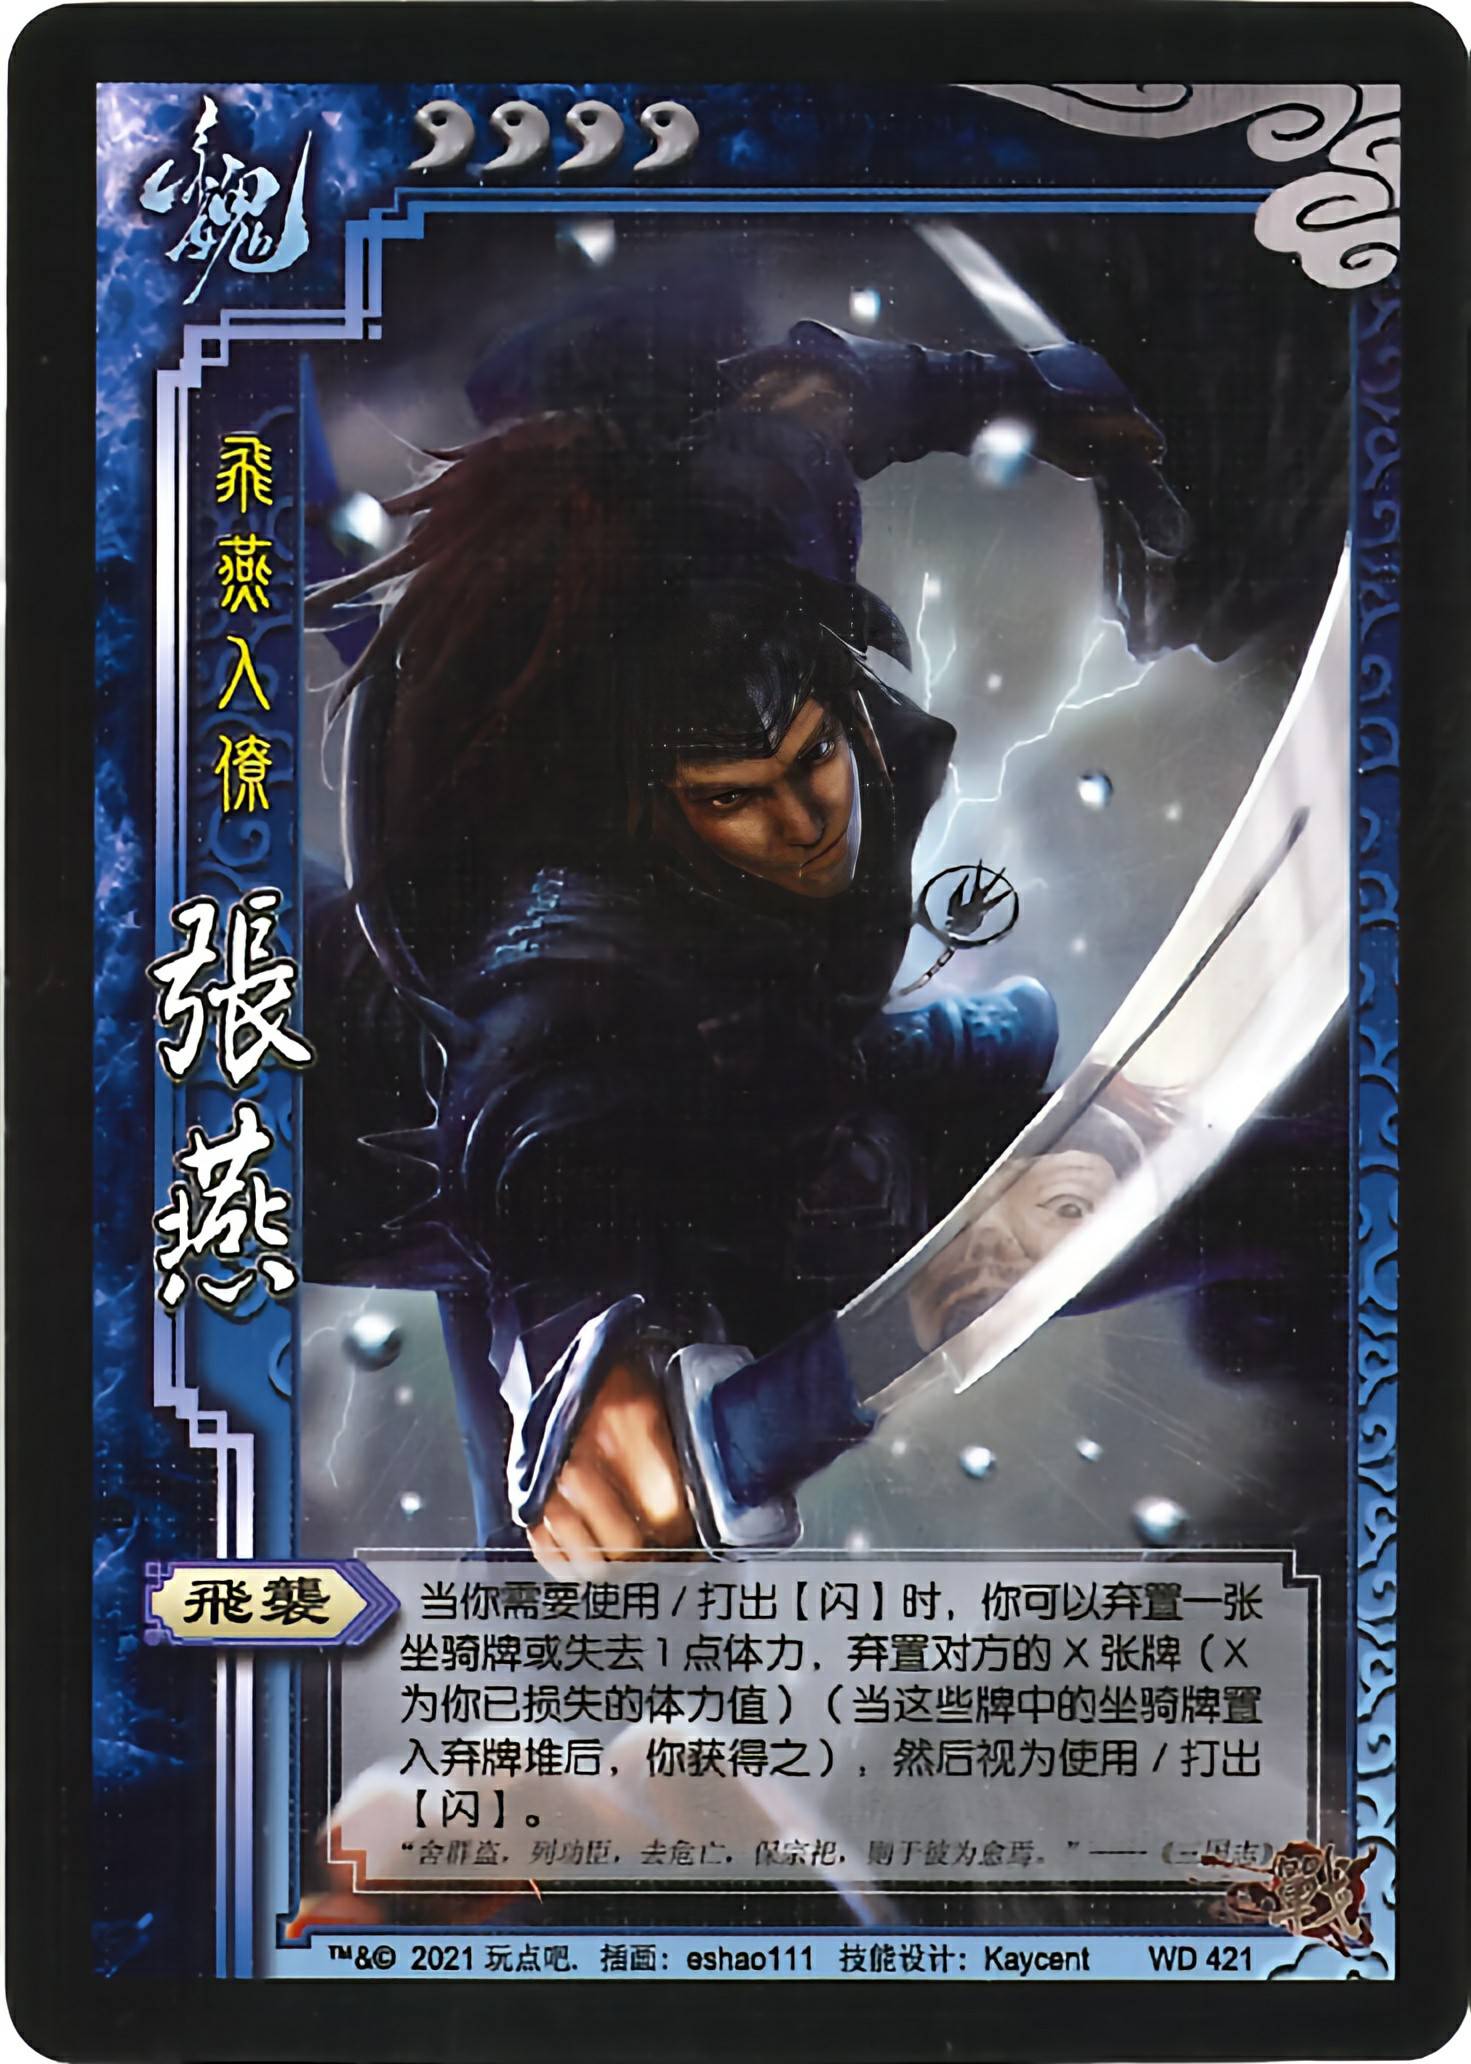 魏
飛燕入僚
張燕
飛襲
当你需要使用/打出【闪】时，你可以弃置一张
坐骑牌或失去1点体力，弃置对方的X张牌（X
为你已损失的体力值）（当这些牌中的坐骑牌置
入弃牌堆后，你获得之），然后视为使用/打出
【闪】。
“舍群盗，列功臣，去危亡，保宗祀，则于彼为愈焉。”——《三国志》
戰
™&© 2021 玩点吧. 插画：eshao111 技能设计：Kaycent WD 421